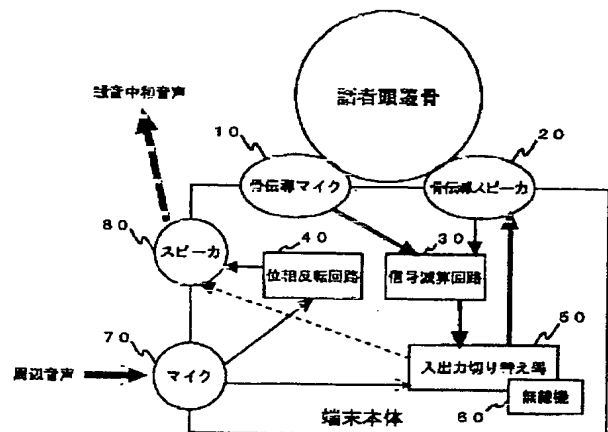 話者頭蓋骨
騒音中和音声
10
20
骨伝導マイク
骨伝導スピーカ
80
スピーカ
40
位相反転回路
30
信号減算回路
50
入出力切り替え器
70
周辺音声
マイク
60
無線機
端末本体